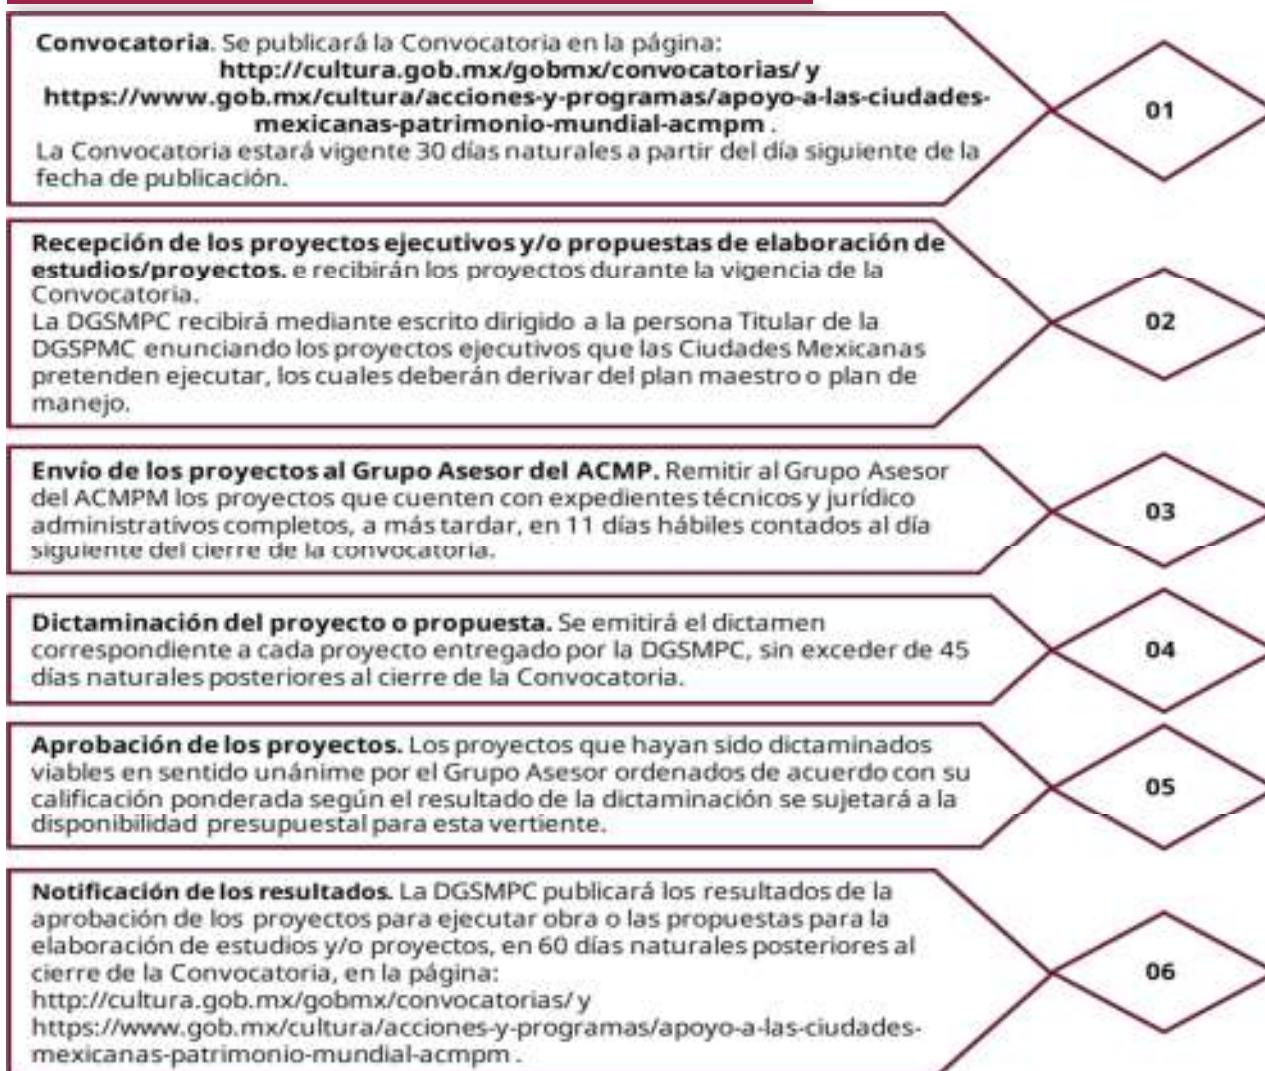 Convocatoria. Se publicará la Convocatoria en la página:
http://cultura.gob.mx/gobmx/convocatorias/ y
https://www.gob.mx/cultura/acciones-y-programas/apoyo-a-las-ciudades-
mexicanas-patrimonio-mundial-acmpm .
La Convocatoria estará vigente 30 días naturales a partir del día siguiente de la
fecha de publicación.
01
Recepción de los proyectos ejecutivos y/o propuestas de elaboración de
estudios/proyectos. e recibirán los proyectos durante la vigencia de la
Convocatoria.
La DGSMPC recibirá mediante escrito dirigido a la persona Titular de la
DGSPMC enunciando los proyectos ejecutivos que las Ciudades Mexicanas
pretenden ejecutar, los cuales deberán derivar del plan maestro o plan de
manejo.
02
Envío de los proyectos al Grupo Asesor del ACMP. Remitir al Grupo Asesor
del ACMPM los proyectos que cuenten con expedientes técnicos y jurídico
administrativos completos, a más tardar, en 11 días hábiles contados al día
siguiente del cierre de la convocatoria.
03
Dictaminación del proyecto o propuesta. Se emitirá el dictamen
correspondiente a cada proyecto entregado por la DGSMPC, sin exceder de 45
días naturales posteriores al cierre de la Convocatoria.
04
Aprobación de los proyectos. Los proyectos que hayan sido dictaminados
viables en sentido unánime por el Grupo Asesor ordenados de acuerdo con su
calificación ponderada según el resultado de la dictaminación se sujetará a la
disponibilidad presupuestal para esta vertiente.
05
Notificación de los resultados. La DGSMPC publicará los resultados de la
aprobación de los proyectos para ejecutar obra o las propuestas para la
elaboración de estudios y/o proyectos, en 60 días naturales posteriores al
cierre de la Convocatoria, en la página:
http://cultura.gob.mx/gobmx/convocatorias/ y
https://www.gob.mx/cultura/acciones-y-programas/apoyo-a-las-ciudades-
mexicanas-patrimonio-mundial-acmpm .
06